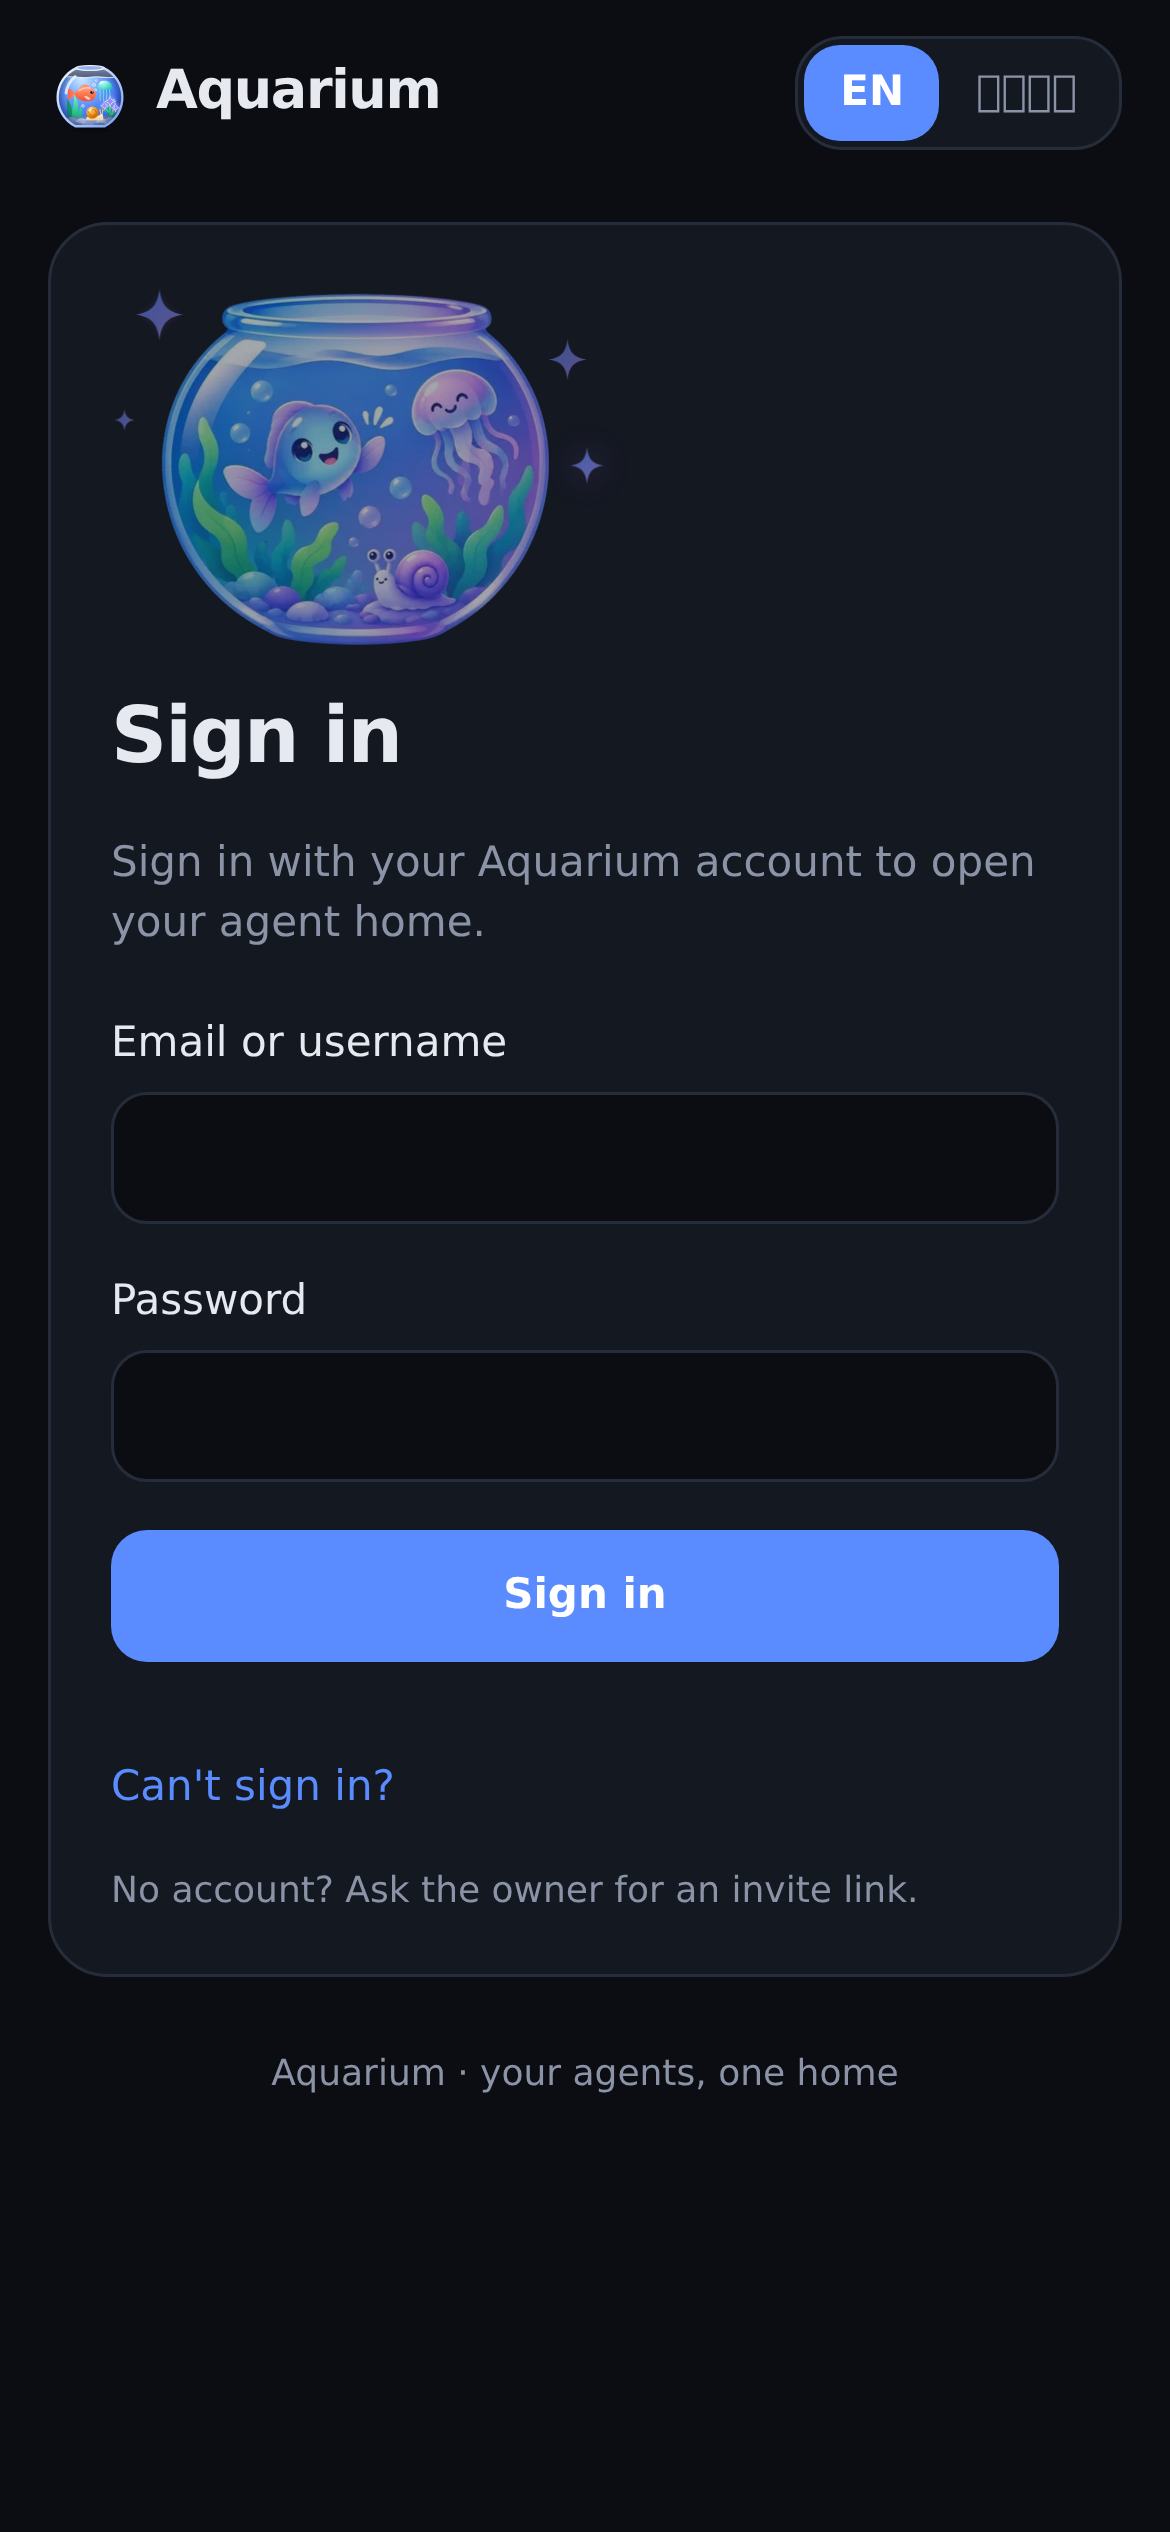 Aquarium
EN
Sign in
Sign in with your Aquarium account to open
your agent home.
Email or username
Password
Sign in
Can't sign in?
No account? Ask the owner for an invite link.
Aquarium · your agents, one home